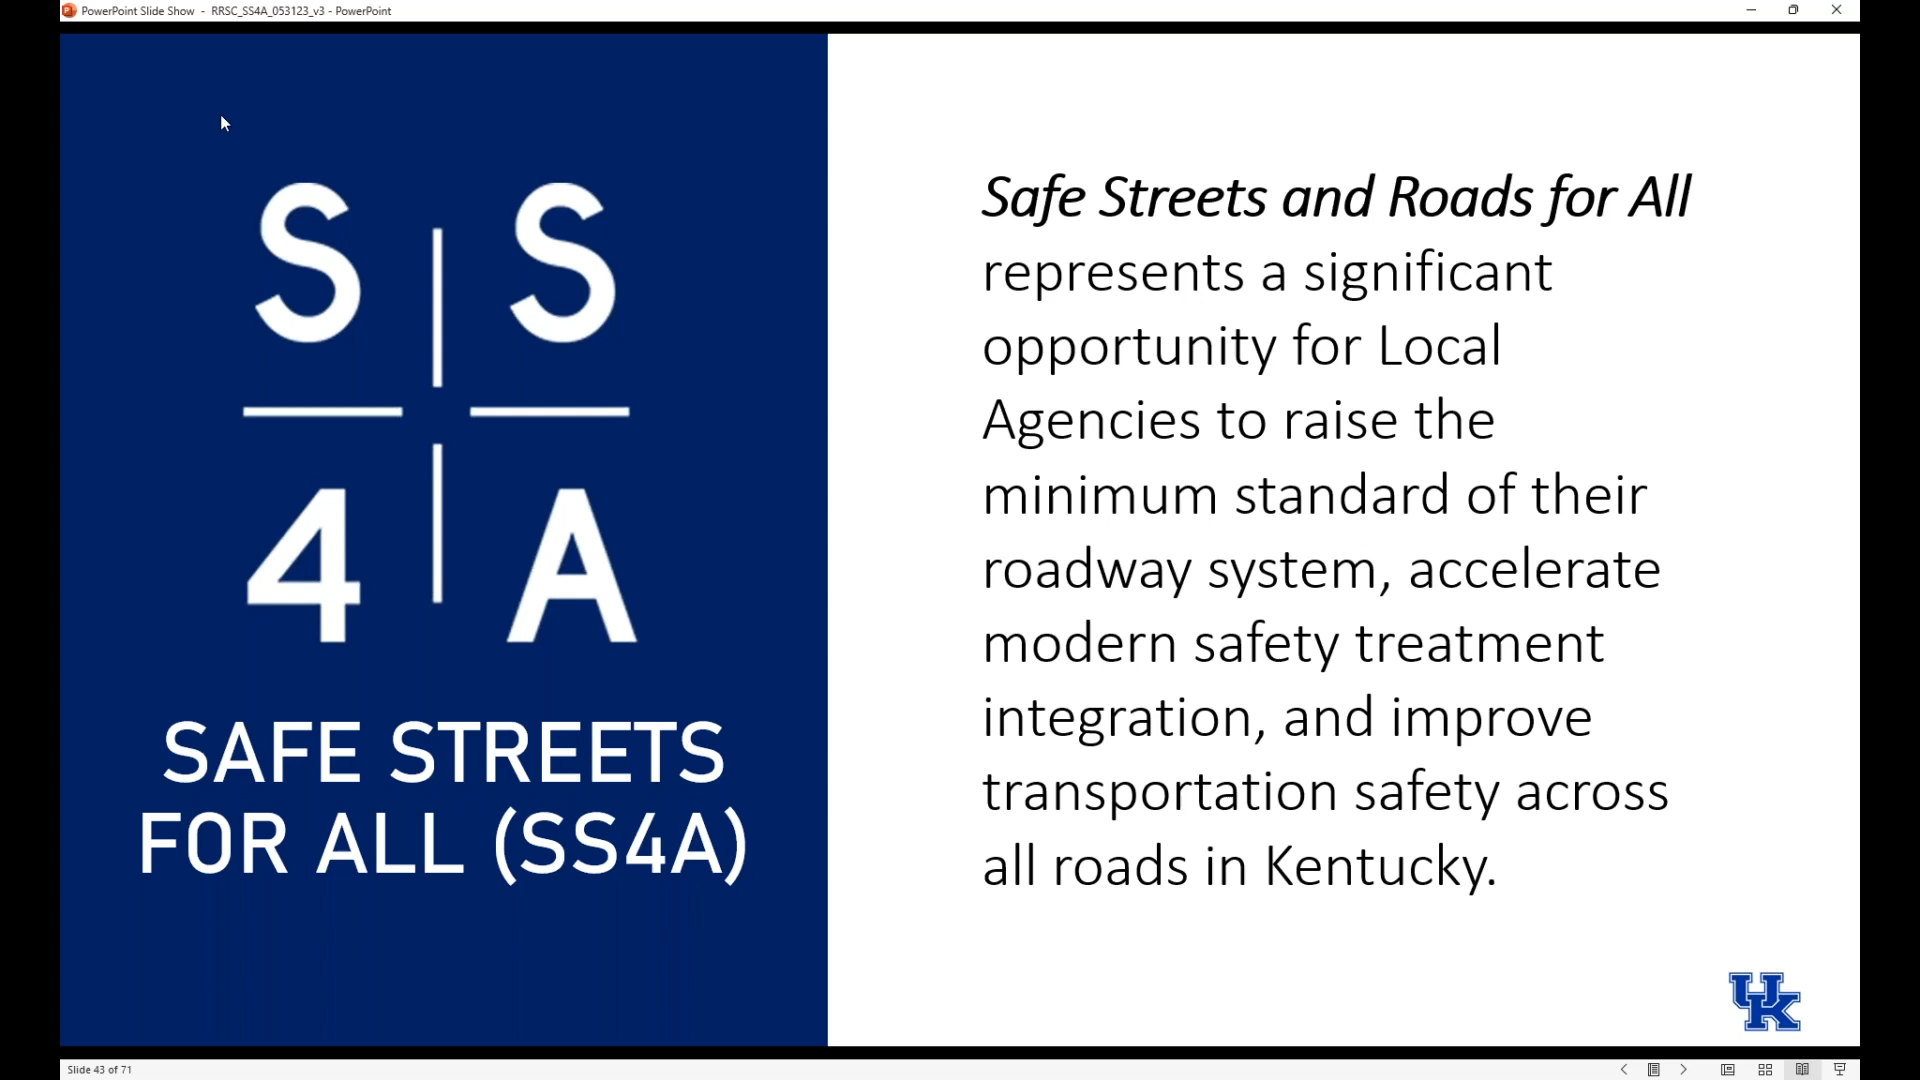 PowerPoint Slide Show - RRSC_SS4A_053123_v3 - PowerPoint
S S
4 A
SAFE STREETS
FOR ALL (SS4A)
Safe Streets and Roads for All
represents a significant
opportunity for Local
Agencies to raise the
minimum standard of their
roadway system, accelerate
modern safety treatment
integration, and improve
transportation safety across
all roads in Kentucky.
UK
Slide 43 of 71